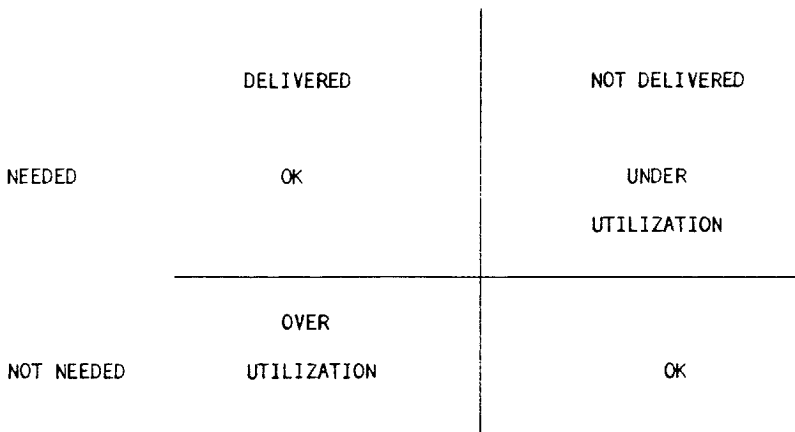 DELIVERED NOT DELIVERED
NEEDED OK UNDER
UTILIZATION
OVER
NOT NEEDED UTILIZATION OK